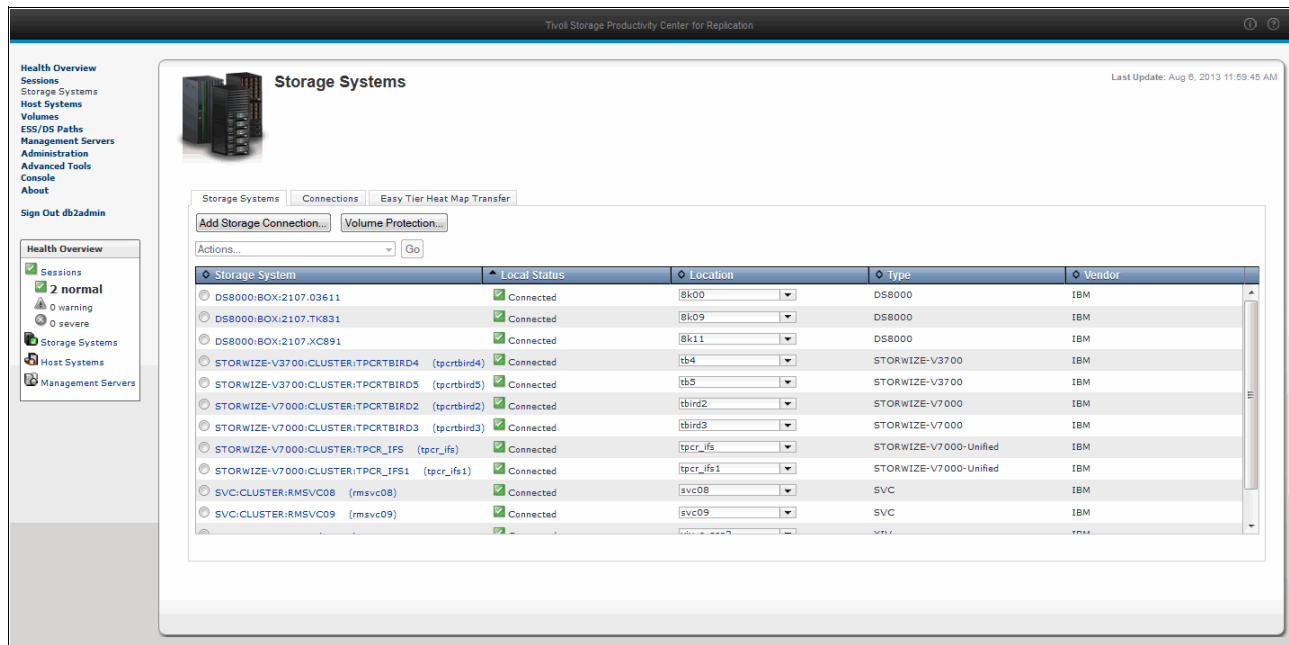 Tivoli Storage Productivity Center for Replication
Health Overview
Sessions
Storage Systems
Host Systems
Volumes
ESS/DS Paths
Management Servers
Administration
Advanced Tools
Console
About
Sign Out db2admin
Health Overview
Sessions
2 normal
0 warning
0 severe
Storage Systems
Host Systems
Management Servers
Storage Systems
Last Update: Aug 6, 2013 11:59:45 AM
Storage Systems Connections Easy Tier Heat Map Transfer
Add Storage Connection... Volume Protection...
Actions... Go
Storage System Local Status Location Type Vendor
DS8000:BOX:2107.03611 Connected 8k00 DS8000 IBM
DS8000:BOX:2107.TK831 Connected 8k09 DS8000 IBM
DS8000:BOX:2107.XC891 Connected 8k11 DS8000 IBM
STORWIZE-V3700:CLUSTER:TPCRTBIRD4 (tpcrtbird4) Connected tb4 STORWIZE-V3700 IBM
STORWIZE-V3700:CLUSTER:TPCRTBIRD5 (tpcrtbird5) Connected tb5 STORWIZE-V3700 IBM
STORWIZE-V7000:CLUSTER:TPCRTBIRD2 (tpcrtbird2) Connected tbird2 STORWIZE-V7000 IBM
STORWIZE-V7000:CLUSTER:TPCRTBIRD3 (tpcrtbird3) Connected tbird3 STORWIZE-V7000 IBM
STORWIZE-V7000:CLUSTER:TPCR_IFS (tpcr_ifs) Connected tpcr_ifs STORWIZE-V7000-Unified IBM
STORWIZE-V7000:CLUSTER:TPCR_IFS1 (tpcr_ifs1) Connected tpcr_ifs1 STORWIZE-V7000-Unified IBM
SVC:CLUSTER:RMSVC08 (rmsvc08) Connected svc08 SVC IBM
SVC:CLUSTER:RMSVC09 (rmsvc09) Connected svc09 SVC IBM